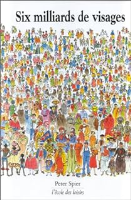 Six milliards de visages
Peter Spier
l'école des loisirs